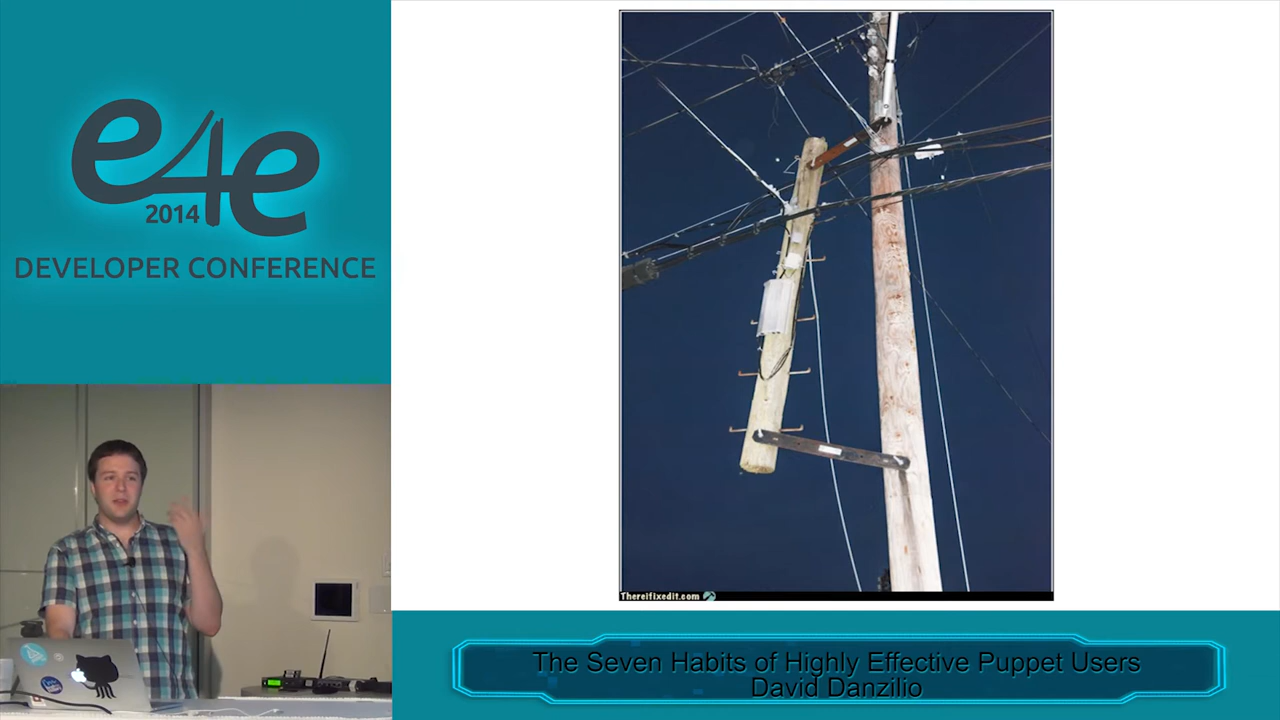 e4e
2014
DEVELOPER CONFERENCE
Thereifixedit.com
The Seven Habits of Highly Effective Puppet Users
David Danzilio